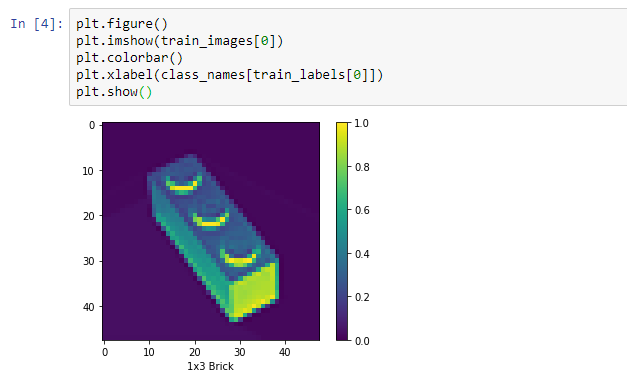 In [4]: plt.figure()
plt.imshow(train_images[0])
plt.colorbar()
plt.xlabel(class_names[train_labels[0]])
plt.show()
0
10
20
30
40
0 10 20 30 40
1x3 Brick
1.0
0.8
0.6
0.4
0.2
0.0